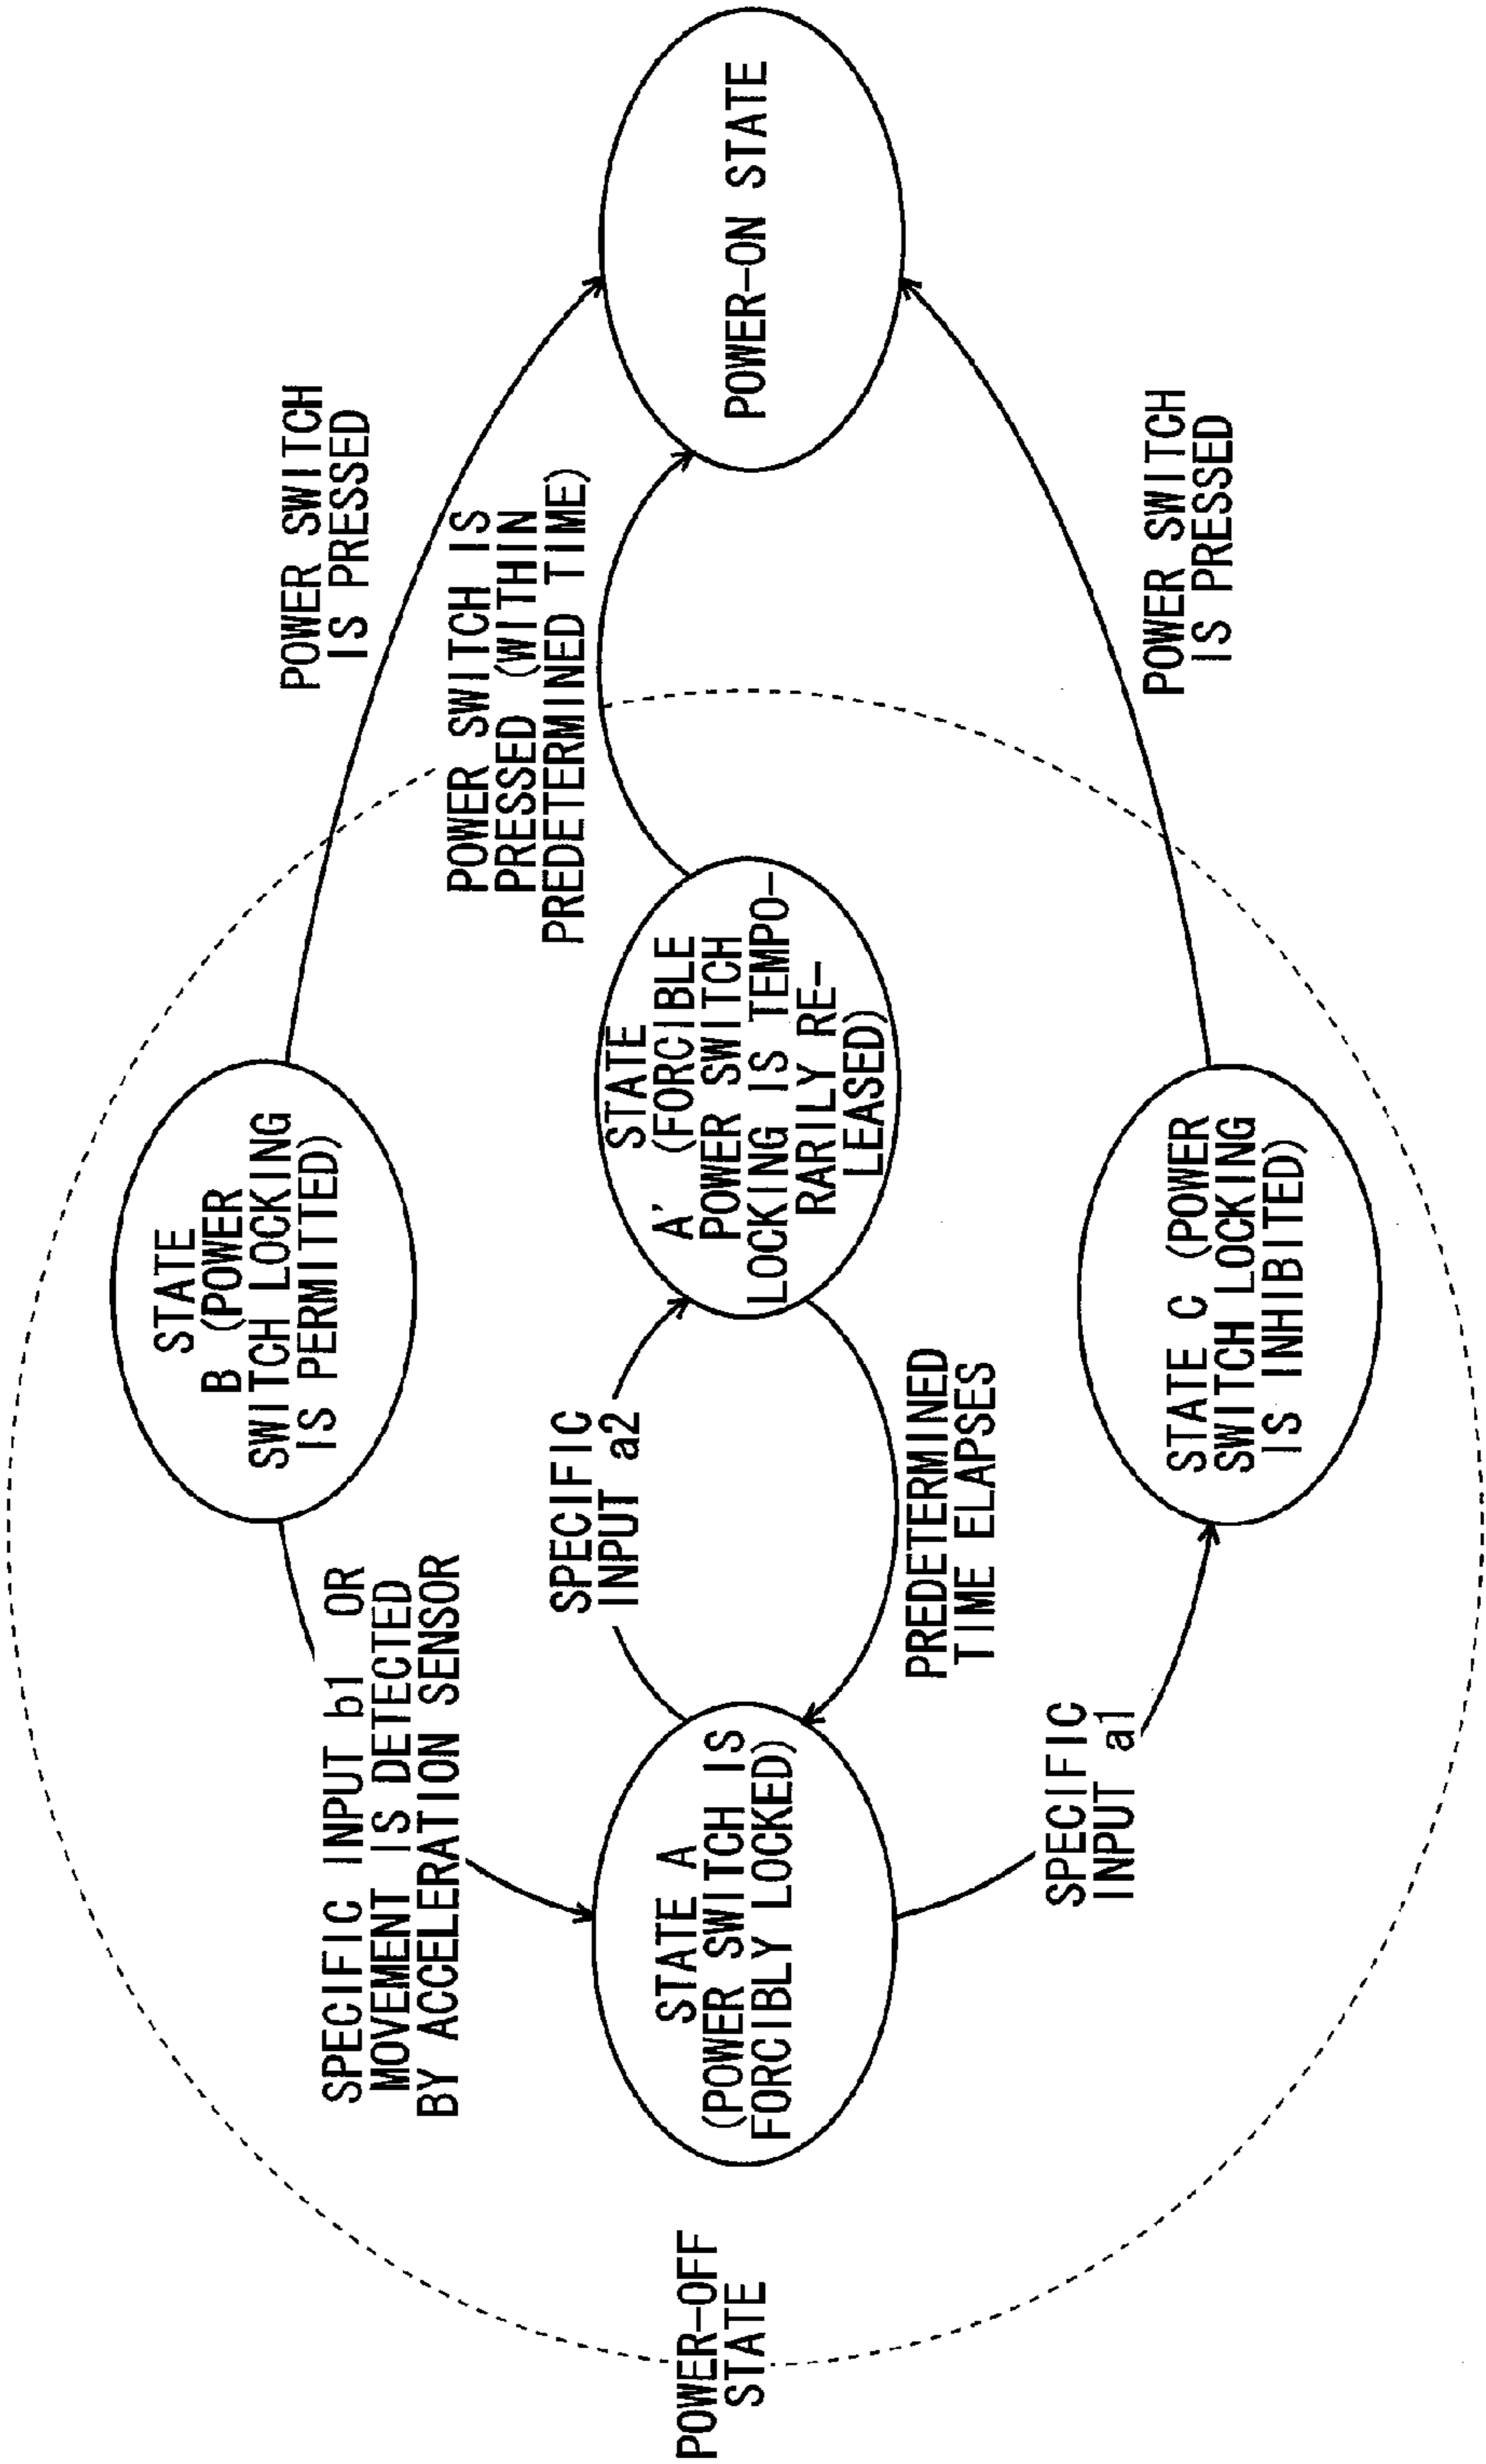 POWER-OFF
STATE
SPECIFIC INPUT b1 OR
MOVEMENT IS DETECTED
BY ACCELERATION SENSOR
STATE
B (POWER
SWITCH LOCKING
IS PERMITTED)
POWER SWITCH
IS PRESSED
STATE A
(POWER SWITCH IS
FORCIBLY LOCKED)
SPECIFIC
INPUT a2
PREDETERMINED
TIME ELAPSES
STATE
A' (FORCIBLE
POWER SWITCH
LOCKING IS TEMPO-
RARILY RE-
LEASED)
POWER SWITCH IS
PRESSED (WITHIN
PREDETERMINED TIME)
POWER-ON STATE
SPECIFIC
INPUT a1
STATE C (POWER
SWITCH LOCKING
IS INHIBITED)
POWER SWITCH
IS PRESSED